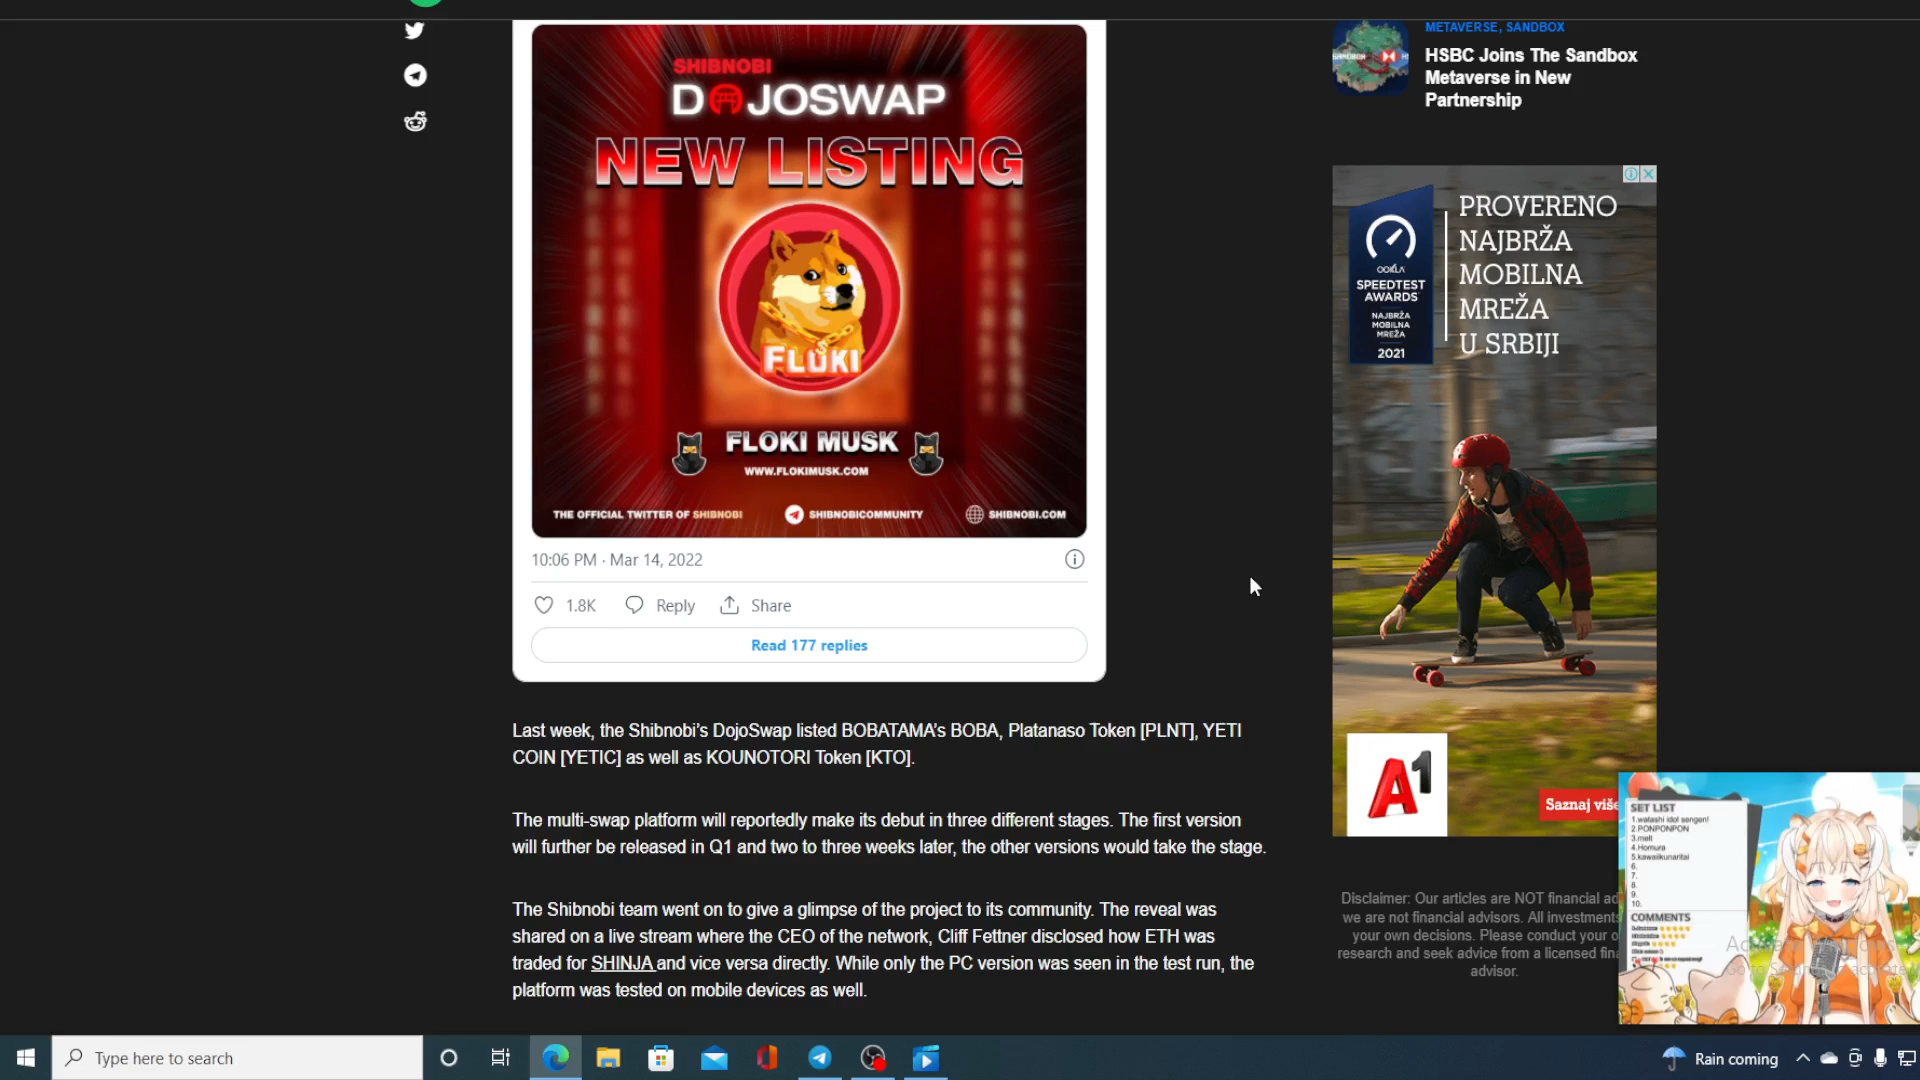 SHIBNOBI
DOJOSWAP
NEW LISTING
FLOKI
FLOKI MUSK
WWW.FLOKIMUSK.COM
THE OFFICIAL TWITTER OF SHIBNOBI
SHIBNOBICOMMUNITY
SHIBNOBI.COM
10:06 PM · Mar 14, 2022
1.8K
Reply
Share
Read 177 replies
Last week, the Shibnobi’s DojoSwap listed BOBATAMA’s BOBA, Platanaso Token [PLNT], YETI
COIN [YETIC] as well as KOUNOTORI Token [KTO].
The multi-swap platform will reportedly make its debut in three different stages. The first version
will further be released in Q1 and two to three weeks later, the other versions would take the stage.
The Shibnobi team went on to give a glimpse of the project to its community. The reveal was
shared on a live stream where the CEO of the network, Cliff Fettner disclosed how ETH was
traded for SHINJA and vice versa directly. While only the PC version was seen in the test run, the
platform was tested on mobile devices as well.
METAVERSE, SANDBOX
HSBC Joins The Sandbox
Metaverse in New
Partnership
OOKLA
SPEEDTEST
AWARDS
NAJBRŽA
MOBILNA
MREŽA
2021
PROVERENO
NAJBRŽA
MOBILNA
MREŽA
U SRBIJI
A1
Saznaj više
Disclaimer: Our articles are NOT financial ad
we are not financial advisors. All investments
your own decisions. Please conduct your o
research and seek advice from a licensed fina
advisor.
SET LIST
1.watashi idol sengen!
2.PONPONPON
3.melt
4.Homura
5.kawaiikunaritai
6.
7.
8.
9.
10.
COMMENTS
Type here to search
Rain coming